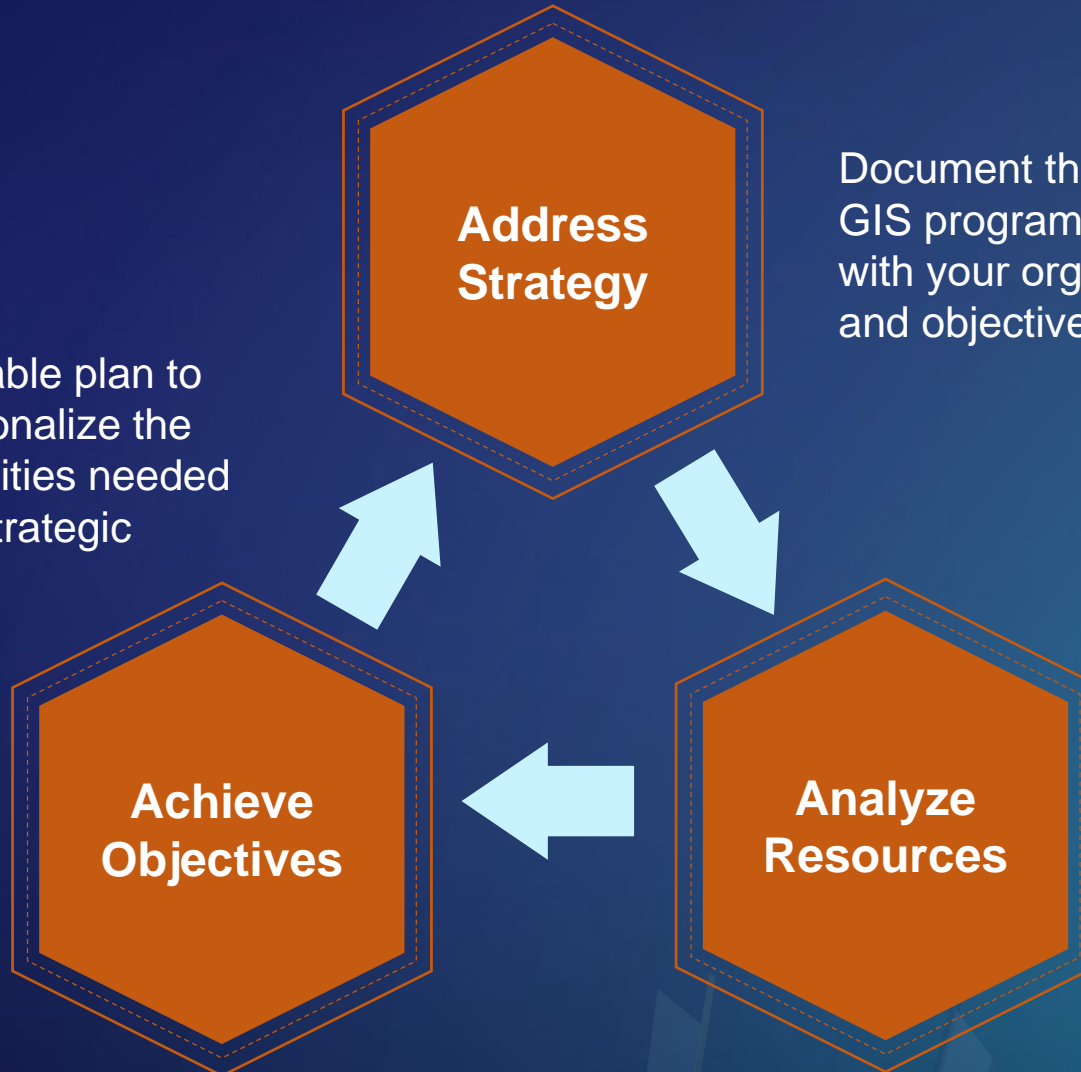 Address
Strategy
Document th
GIS program
with your org
and objective
able plan to
onalize the
ities needed
trategic
Achieve
Objectives
Analyze
Resources